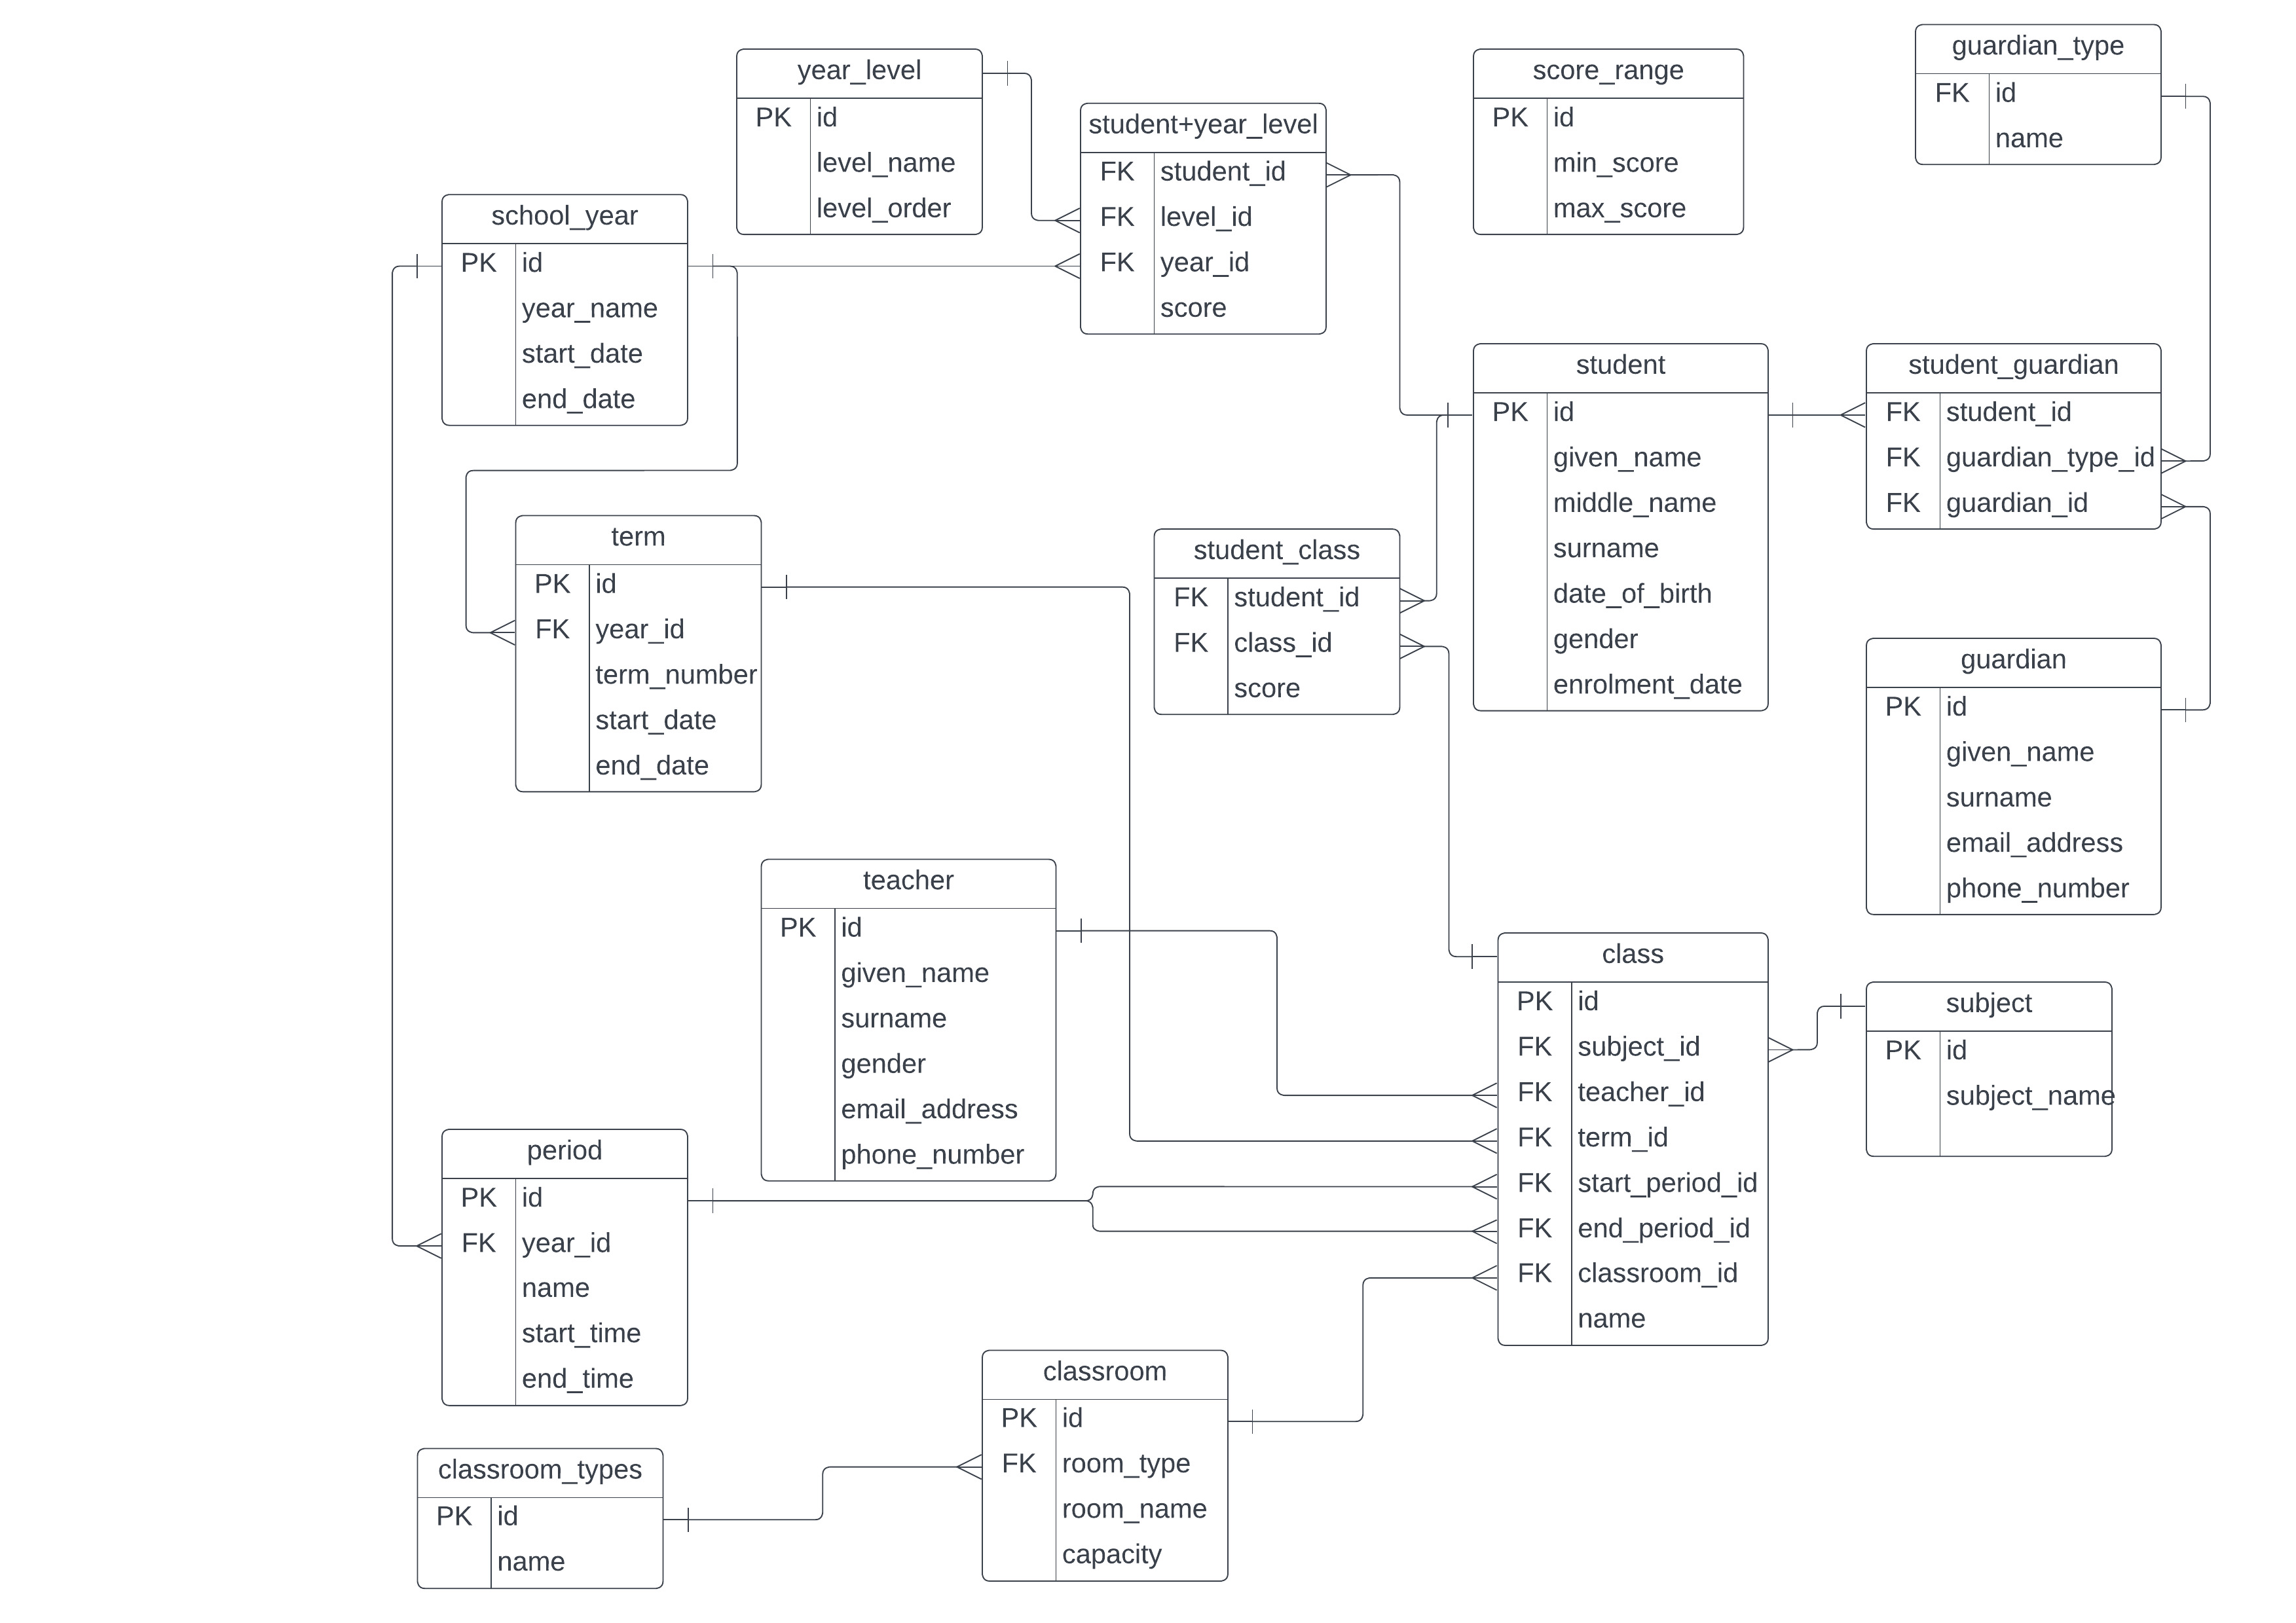 guardian_type
FK id
name
year_level
PK id
level_name
level_order
score_range
PK id
min_score
max_score
student+year_level
FK student_id
FK level_id
FK year_id
score
school_year
PK id
year_name
start_date
end_date
student
PK id
given_name
middle_name
surname
date_of_birth
gender
enrolment_date
student_guardian
FK student_id
FK guardian_type_id
FK guardian_id
term
PK id
FK year_id
term_number
start_date
end_date
student_class
FK student_id
FK class_id
score
guardian
PK id
given_name
surname
email_address
phone_number
teacher
PK id
given_name
surname
gender
email_address
phone_number
class
PK id
FK subject_id
FK teacher_id
FK term_id
FK start_period_id
FK end_period_id
FK classroom_id
name
subject
PK id
subject_name
period
PK id
FK year_id
name
start_time
end_time
classroom
PK id
FK room_type
room_name
capacity
classroom_types
PK id
name